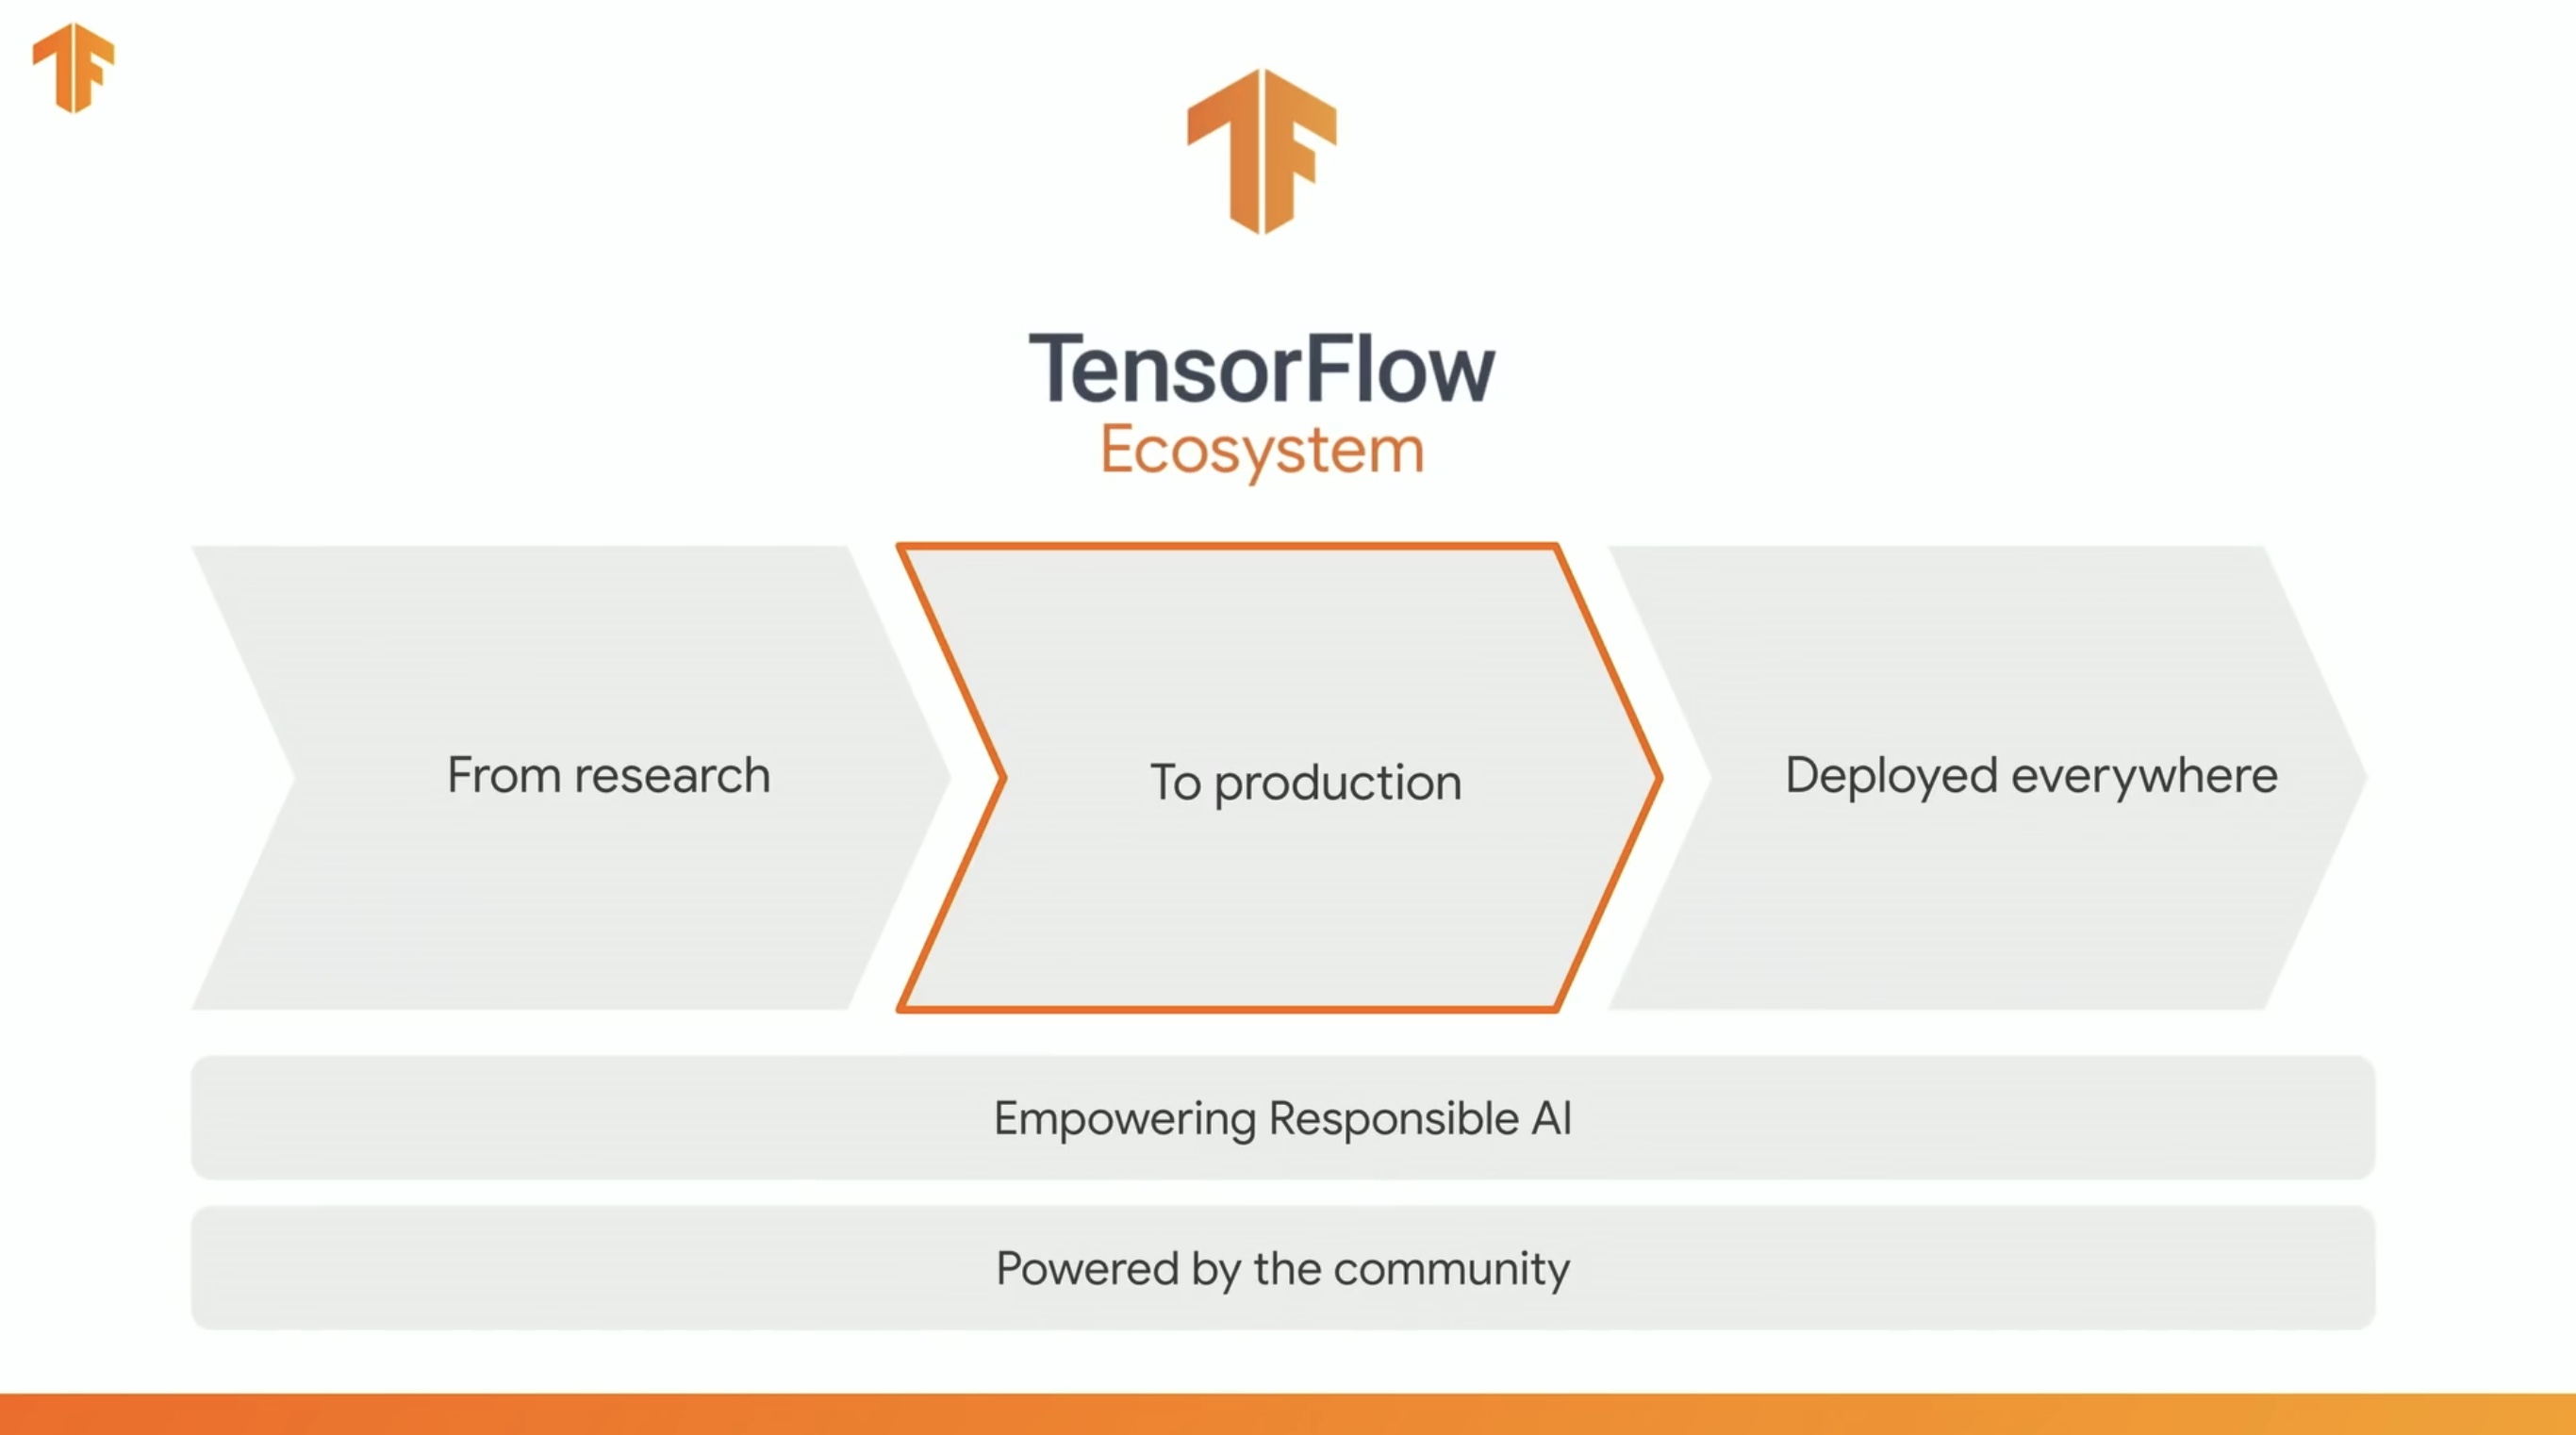 TensorFlow
Ecosystem
From research
To production
Deployed everywhere
Empowering Responsible AI
Powered by the community